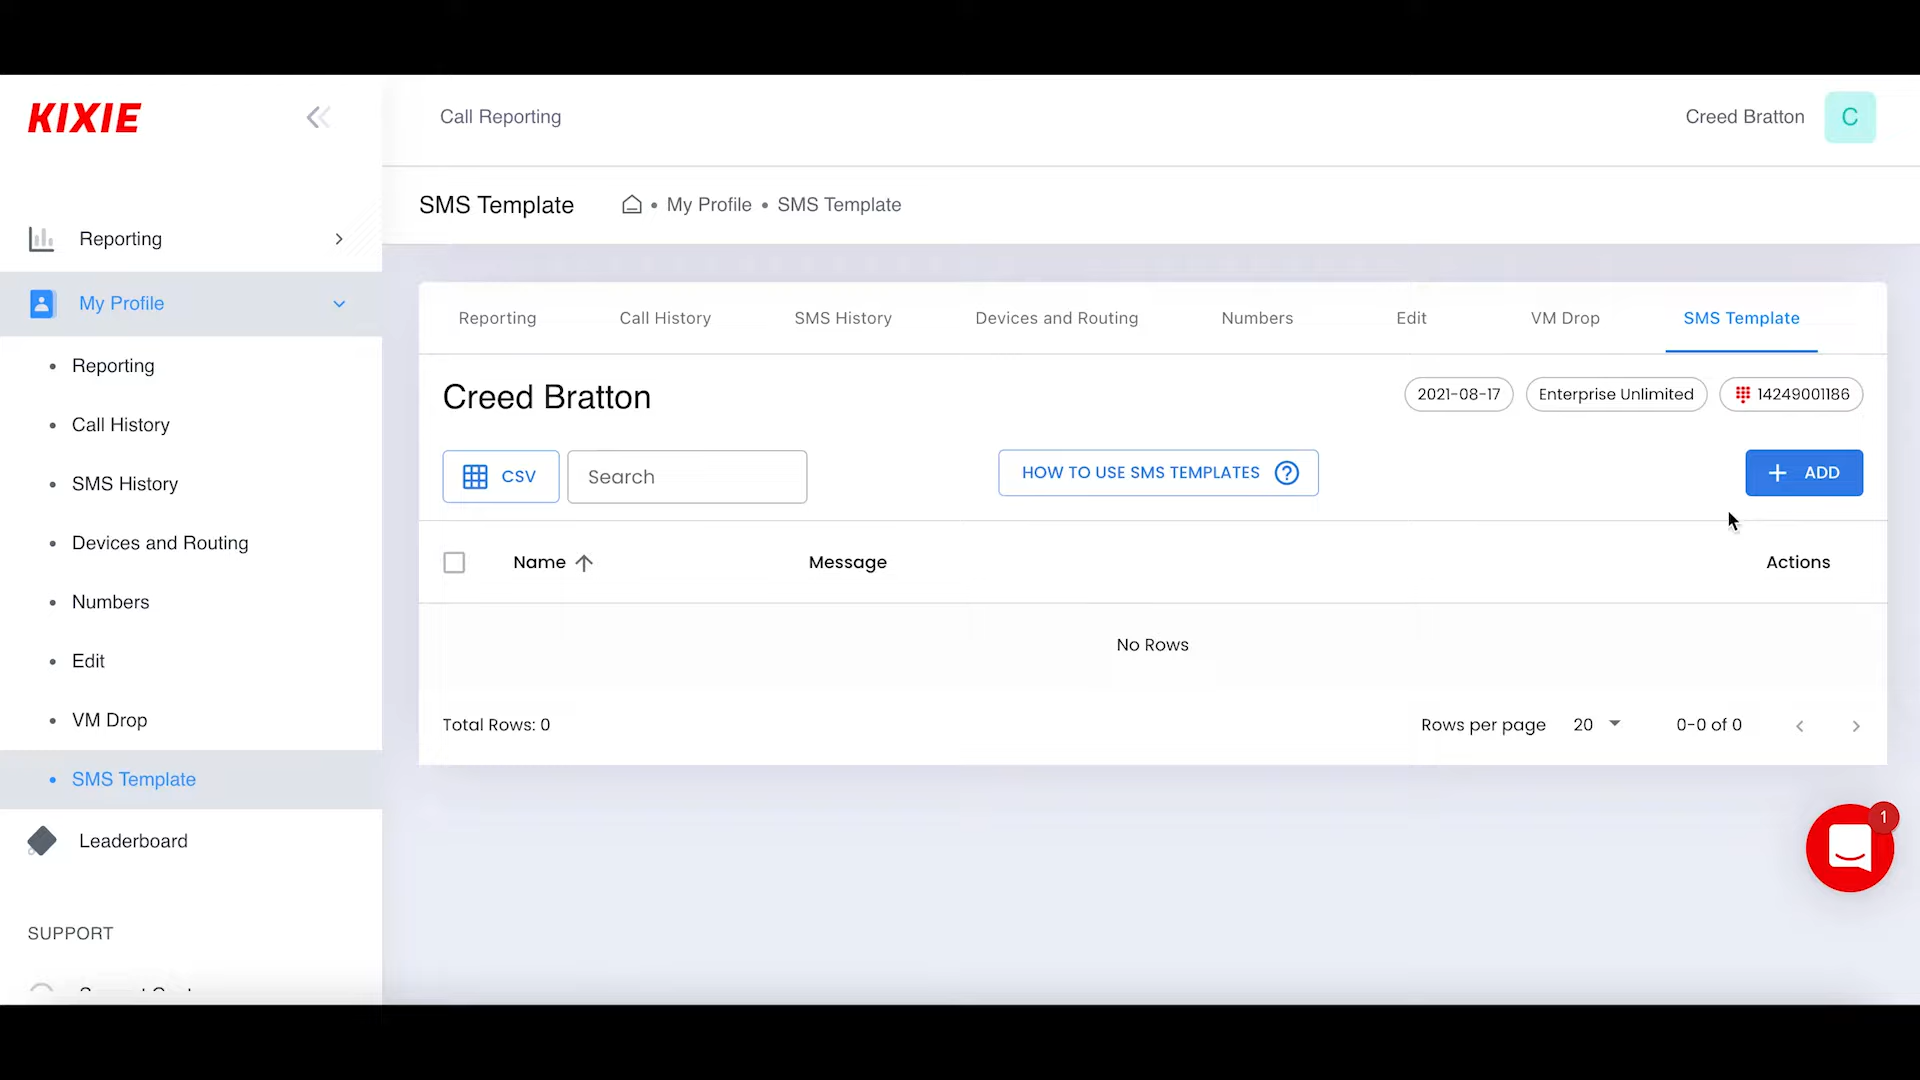 KIXIE
Call Reporting
Creed Bratton
C
SMS Template
My Profile • SMS Template
Reporting
My Profile
• Reporting
• Call History
• SMS History
• Devices and Routing
• Numbers
• Edit
• VM Drop
• SMS Template
Leaderboard
SUPPORT
Reporting
Call History
SMS History
Devices and Routing
Numbers
Edit
VM Drop
SMS Template
Creed Bratton
2021-08-17
Enterprise Unlimited
14249001186
CSV
Search
HOW TO USE SMS TEMPLATES ?
+ ADD
Name
Message
Actions
No Rows
Total Rows: 0
Rows per page 20
0-0 of 0
1